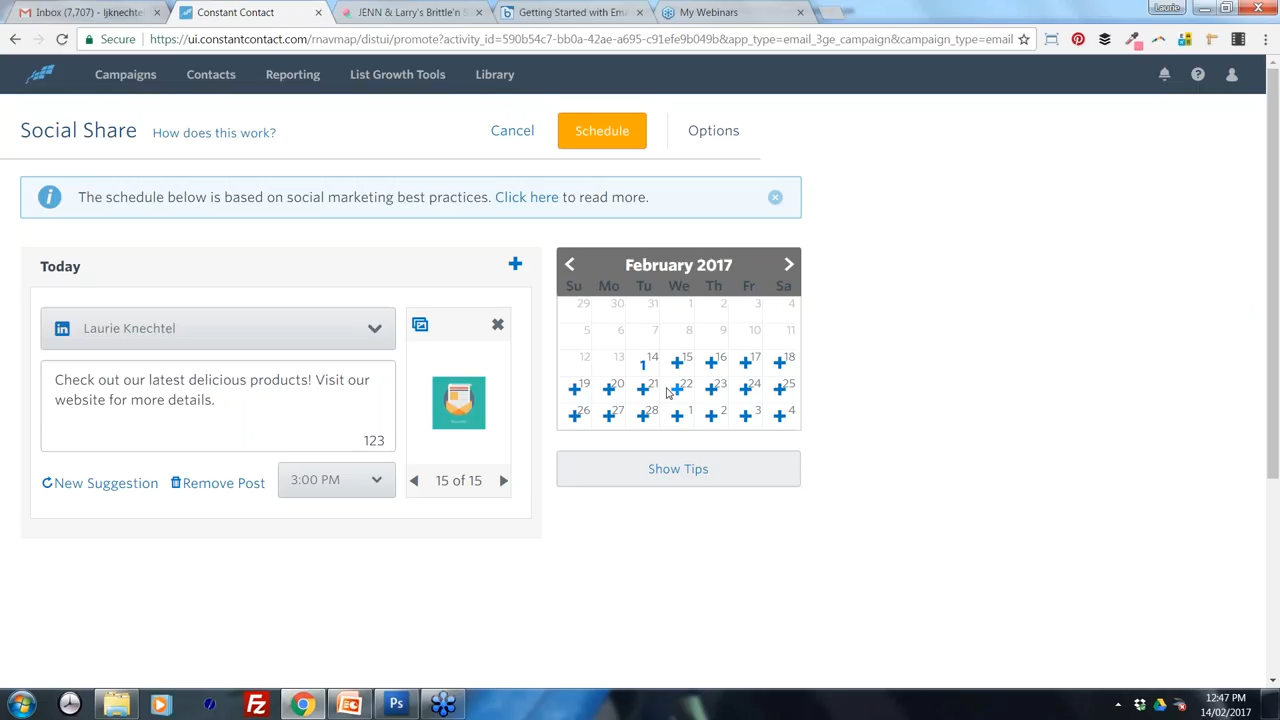 Inbox (7,707) - ljknechtel
Constant Contact
JENN & Larry's Brittle'n S
Getting Started with Ema
My Webinars
Laurie
Secure
https://ui.constantcontact.com/rnavmap/distui/promote?activity_id=590b54c7-bb0a-42ae-a695-c91efe9b049b&app_type=email_3ge_campaign&campaign_type=email
Campaigns
Contacts
Reporting
List Growth Tools
Library
Social Share
How does this work?
Cancel
Schedule
Options
The schedule below is based on social marketing best practices. Click here to read more.
Today
February 2017
Su Mo Tu We Th Fr Sa
29 30 31 1 2 3 4
5 6 7 8 9 10 11
12 13 14 15 16 17 18
1
19 20 21 22 23 24 25
26 27 28 1 2 3 4
Laurie Knechtel
Check out our latest delicious products! Visit our
website for more details.
123
New Suggestion
Remove Post
3:00 PM
15 of 15
Show Tips
Ps
12:47 PM
14/02/2017